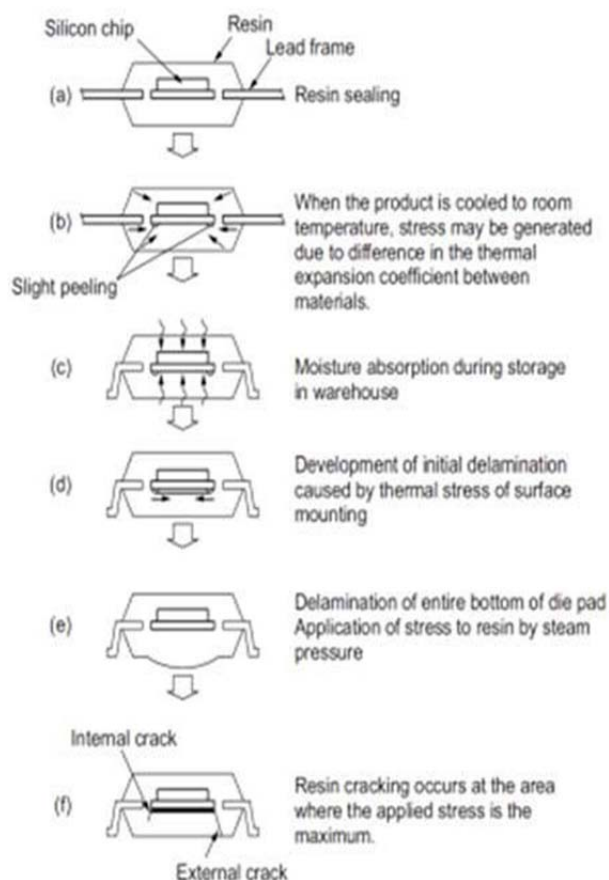 Silicon chip
Resin
Lead frame
(a)
Resin sealing
(b)
When the product is cooled to room
temperature, stress may be generated
due to difference in the thermal
expansion coefficient between
materials.
Slight peeling
(c)
Moisture absorption during storage
in warehouse
(d)
Development of initial delamination
caused by thermal stress of surface
mounting
(e)
Delamination of entire bottom of die pad
Application of stress to resin by steam
pressure
Internal crack
(f)
Resin cracking occurs at the area
where the applied stress is the
maximum.
External crack